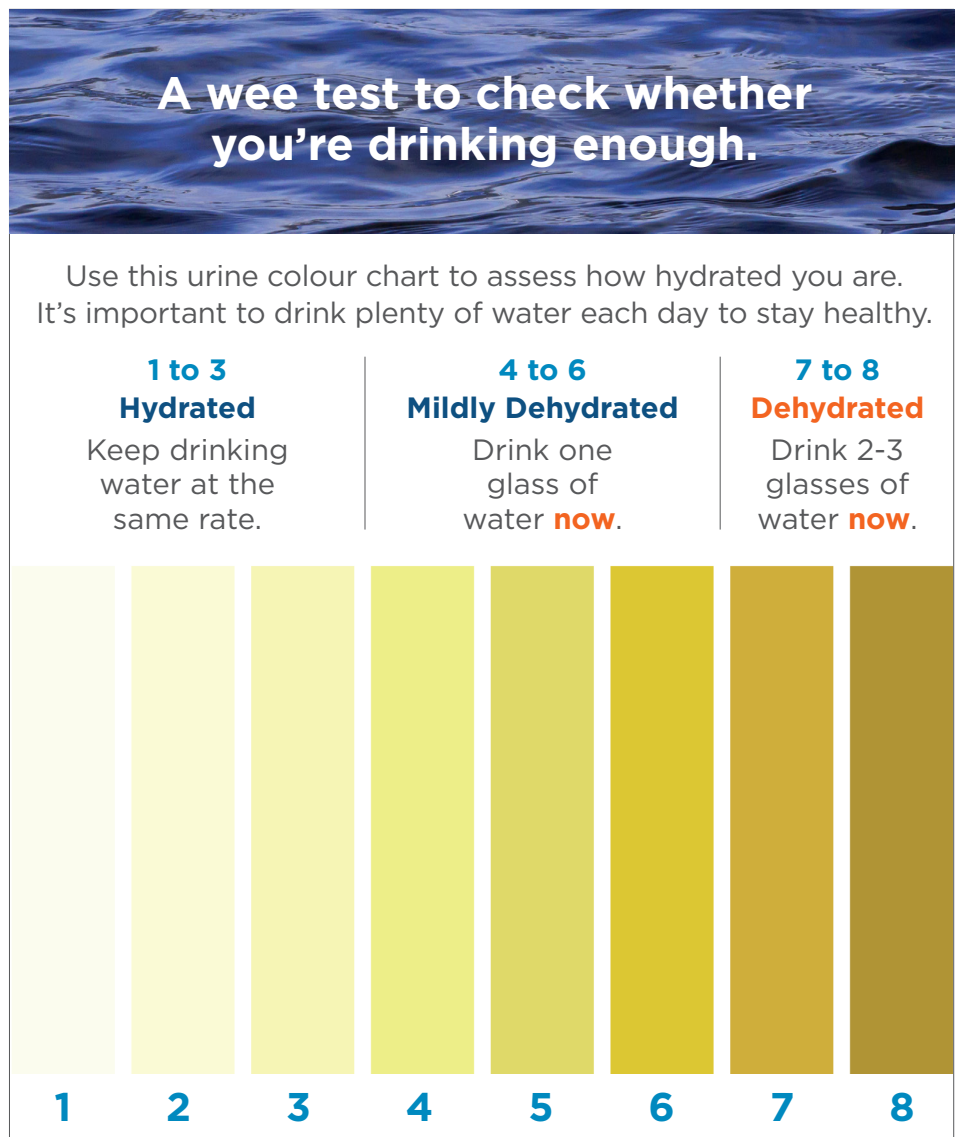 A wee test to check whether
you’re drinking enough.
Use this urine colour chart to assess how hydrated you are.
It’s important to drink plenty of water each day to stay healthy.
1 to 3
Hydrated
Keep drinking
water at the
same rate.
4 to 6
Mildly Dehydrated
Drink one
glass of
water now.
7 to 8
Dehydrated
Drink 2-3
glasses of
water now.
1 2 3 4 5 6 7 8